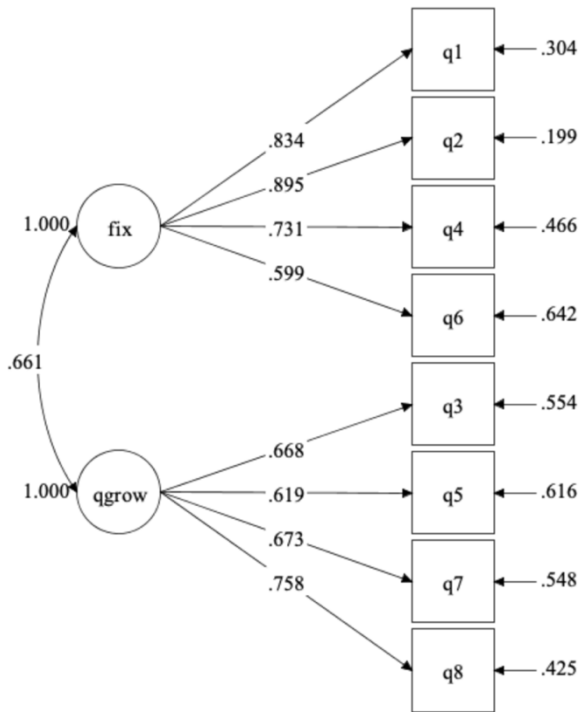 q1
.304
.834
q2
.199
.895
1.000
fix
.731
q4
.466
.599
q6
.642
.661
q3
.554
.668
1.000
qgrow
.619
q5
.616
.673
q7
.548
.758
q8
.425